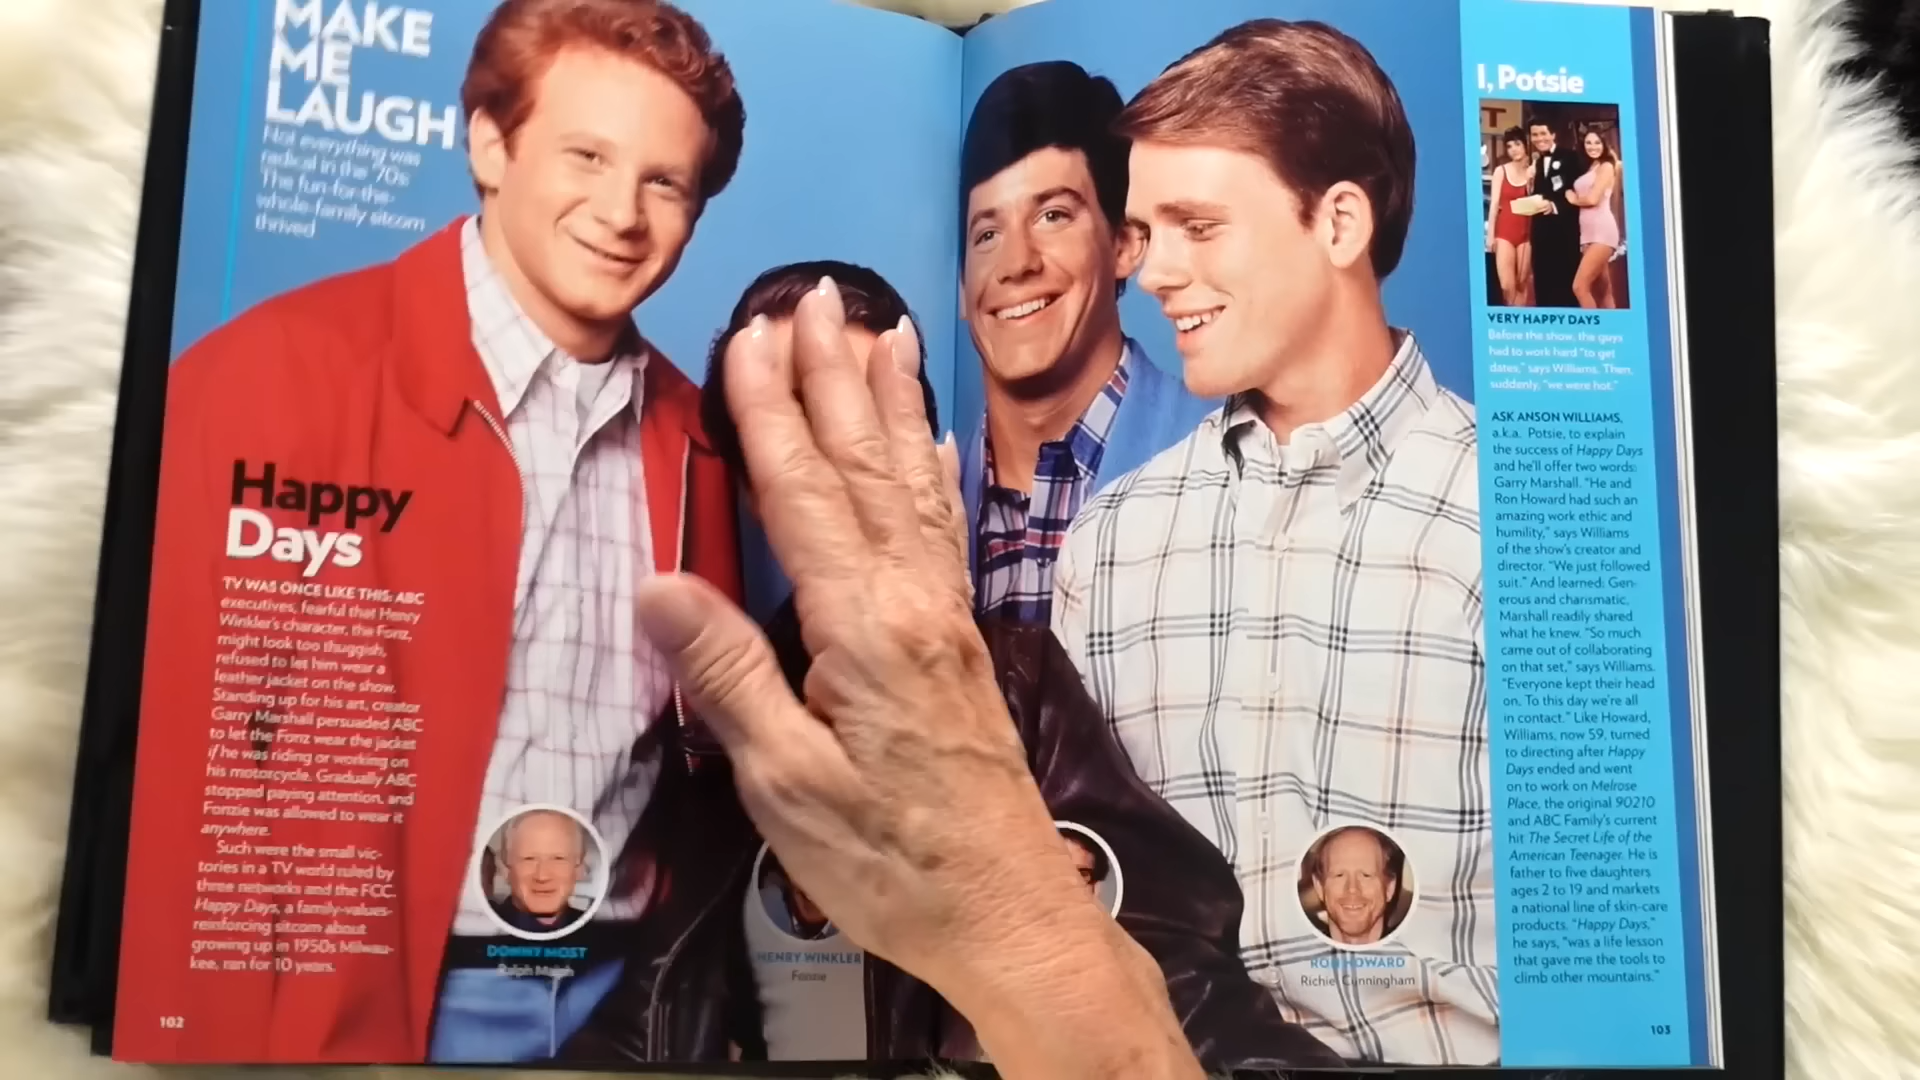 MAKE
ME
LAUGH
Not everything was
radical in the '70s
The fun-for-the-
whole-family sitcom
thrived
Happy
Days
TV WAS ONCE LIKE THIS: ABC
executives, fearful that Henry
Winkler's character, the Fonz,
might look too thuggish,
refused to let him wear a
leather jacket on the show.
Standing up for his art, creator
Garry Marshall persuaded ABC
to let the Fonz wear the jacket
if he was riding or working on
his motorcycle. Gradually ABC
stopped paying attention, and
Fonzie was allowed to wear it
anywhere.
Such were the small vic-
tories in a TV world ruled by
three networks and the FCC.
Happy Days, a family-values-
reinforcing sitcom about
growing up in 1950s Milwau-
kee, ran for 10 years.
102
DONNY MOST
Ralph Malph
HENRY WINKLER
Fonzie
RON HOWARD
Richie Cunningham
I, Potsie
VERY HAPPY DAYS
Before the show, the guys
had to work hard "to get
dates," says Williams. Then,
suddenly, "we were hot."
ASK ANSON WILLIAMS,
a.k.a. Potsie, to explain
the success of Happy Days
and he'll offer two words:
Garry Marshall. "He and
Ron Howard had such an
amazing work ethic and
humility," says Williams
of the show's creator and
director. "We just followed
suit." And learned: Gen-
erous and charismatic,
Marshall readily shared
what he knew. "So much
came out of collaborating
on that set," says Williams.
"Everyone kept their head
on. To this day we're all
in contact." Like Howard,
Williams, now 59, turned
to directing after Happy
Days ended and went
on to work on Melrose
Place, the original 90210
and ABC Family's current
hit The Secret Life of the
American Teenager. He is
father to five daughters
ages 2 to 19 and markets
a national line of skin-care
products. "Happy Days,"
he says, "was a life lesson
that gave me the tools to
climb other mountains."
103